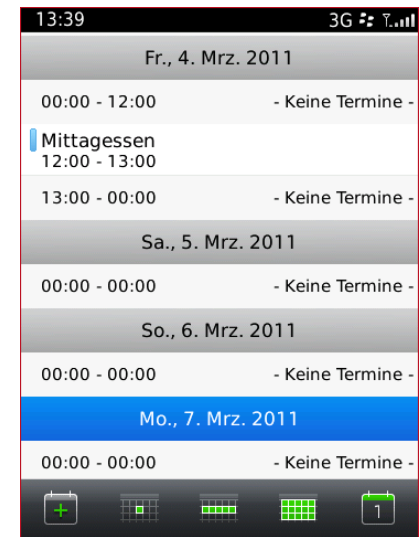 13:39 3G
Fr., 4. Mrz. 2011
00:00 - 12:00 - Keine Termine -
Mittagessen
12:00 - 13:00
13:00 - 00:00 - Keine Termine -
Sa., 5. Mrz. 2011
00:00 - 00:00 - Keine Termine -
So., 6. Mrz. 2011
00:00 - 00:00 - Keine Termine -
Mo., 7. Mrz. 2011
00:00 - 00:00 - Keine Termine -
1